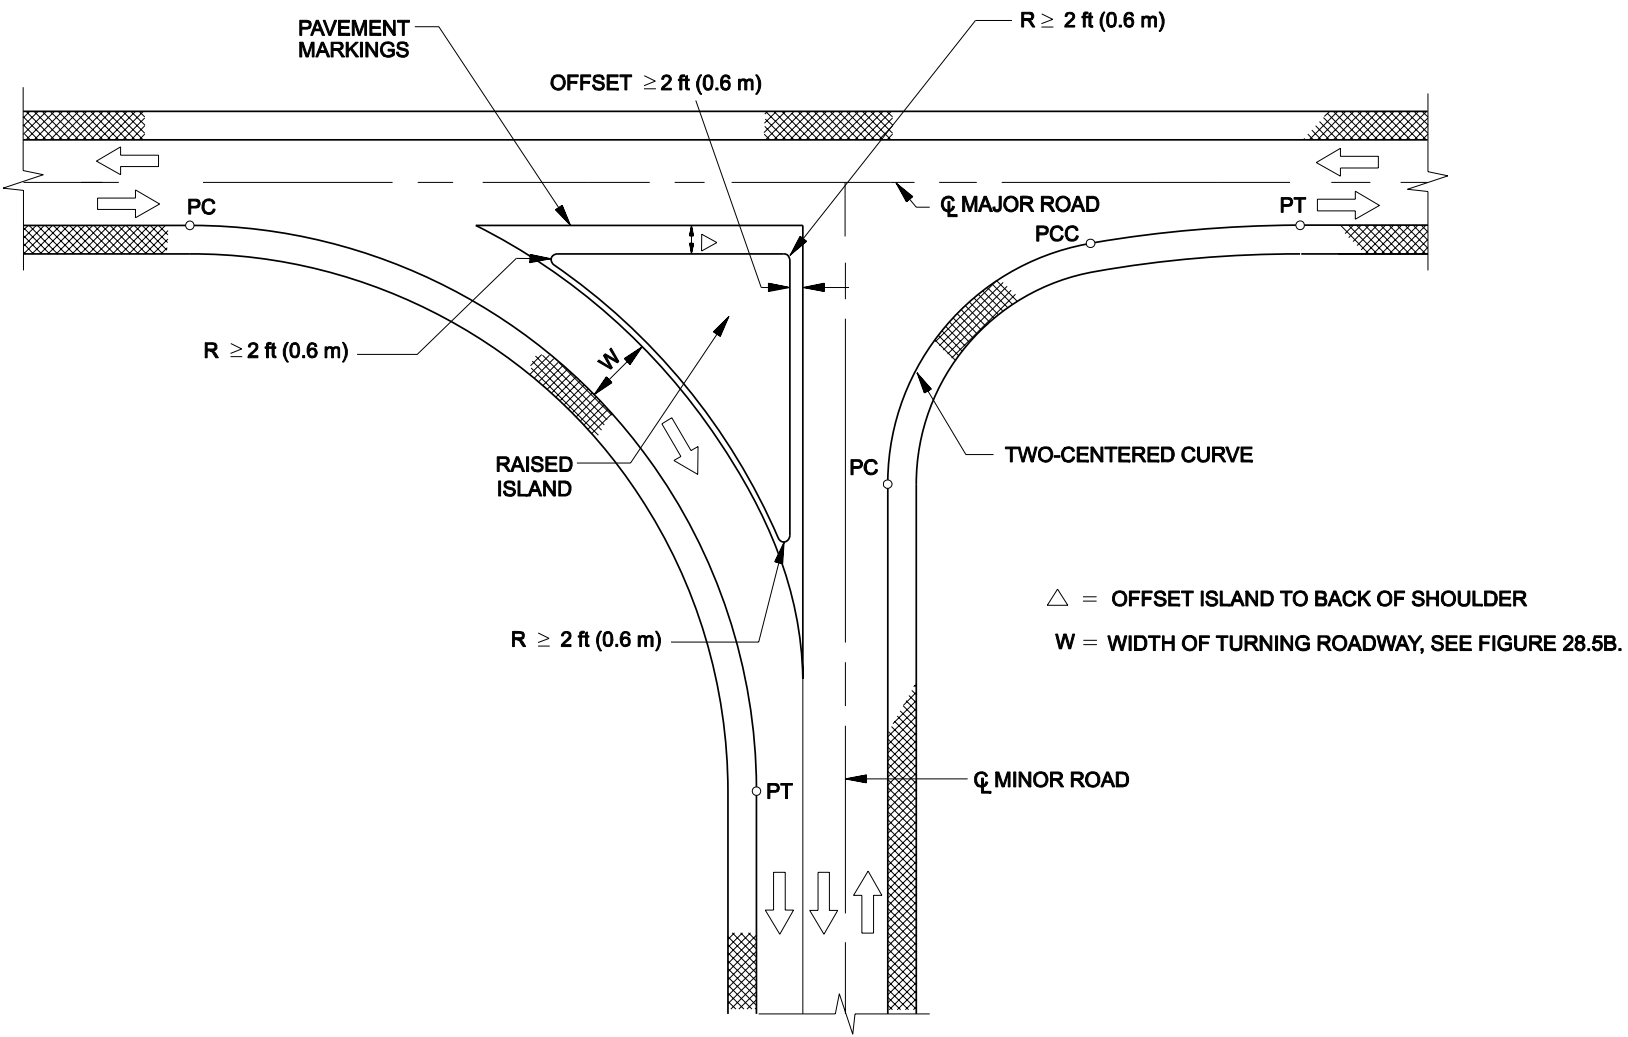 PAVEMENT
MARKINGS
R ≥ 2 ft (0.6 m)
OFFSET ≥ 2 ft (0.6 m)
PC
℄ MAJOR ROAD
PT
PCC
R ≥ 2 ft (0.6 m)
W
RAISED
ISLAND
TWO-CENTERED CURVE
PC
△ = OFFSET ISLAND TO BACK OF SHOULDER
R ≥ 2 ft (0.6 m)
W = WIDTH OF TURNING ROADWAY, SEE FIGURE 28.5B.
℄ MINOR ROAD
PT